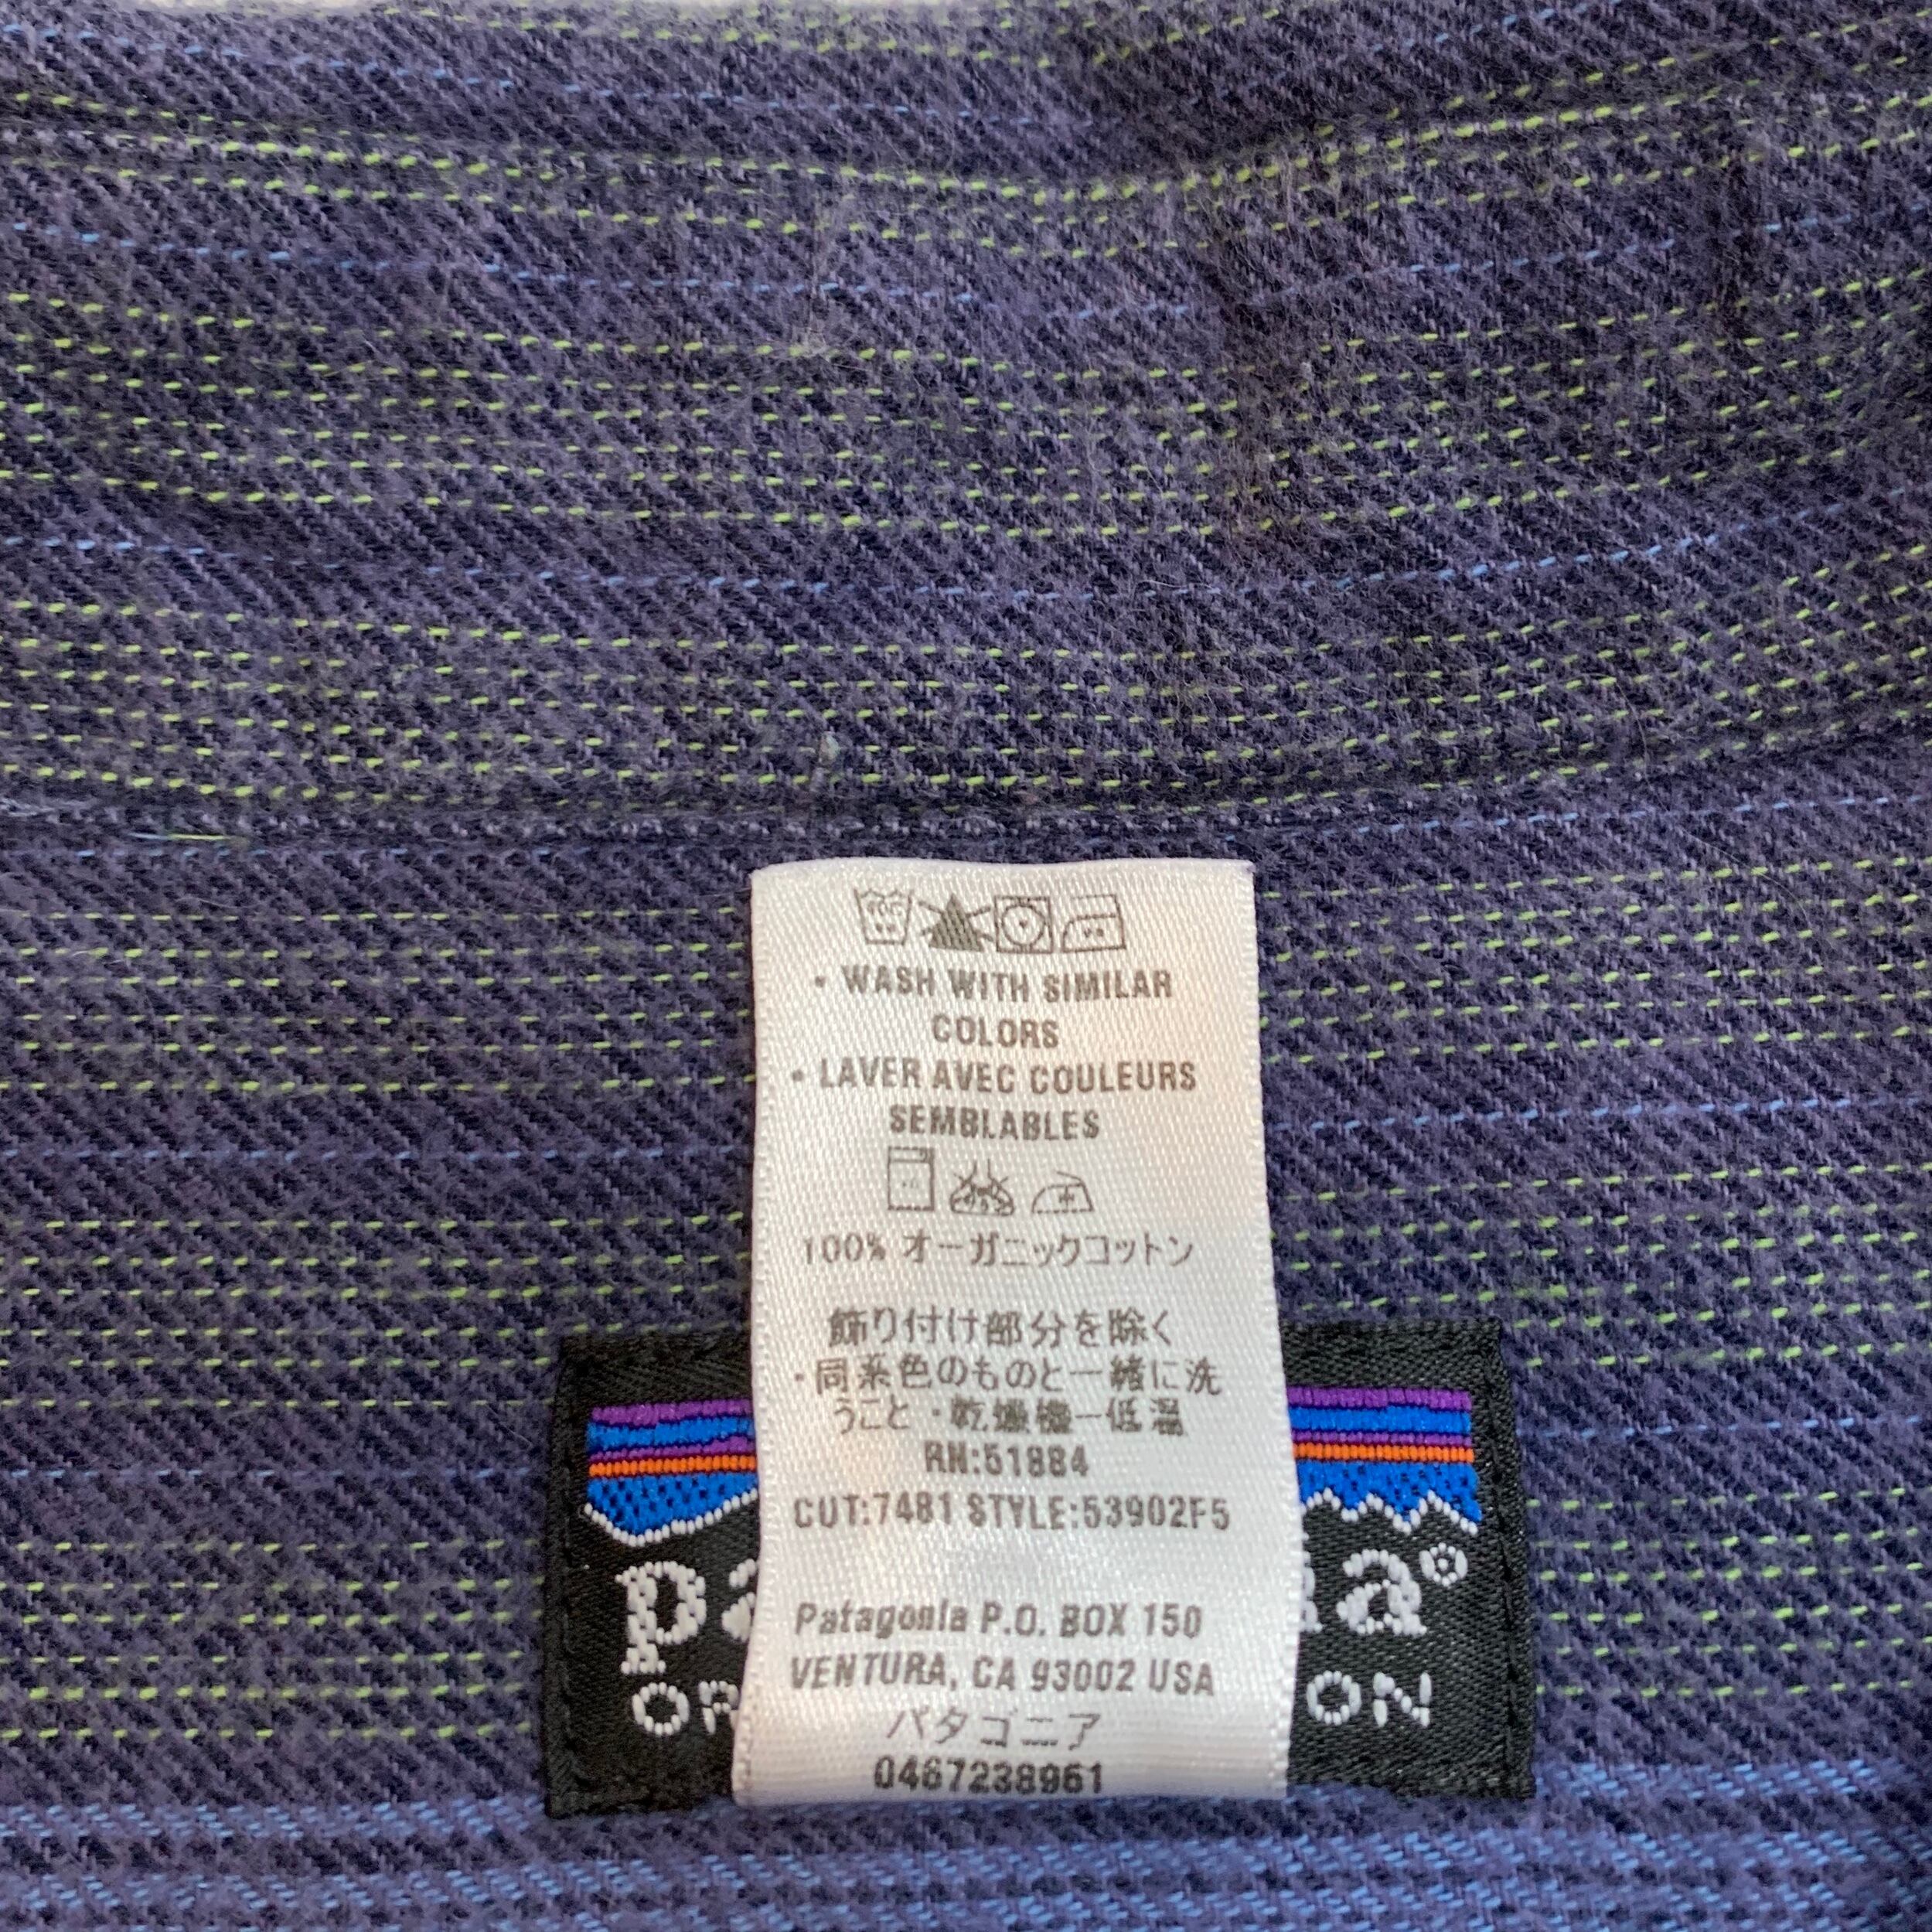 • WASH WITH SIMILAR
COLORS
• LAVER AVEC COULEURS
SEMBLABLES
100% オーガニックコットン
飾り付け部分を除く
・同系色のものと一緒に洗
うこと ・乾燥機ー低温
RN:51884
CUT:7481 STYLE:53902F5
Patagonia P.O. BOX 150
VENTURA, CA 93002 USA
パタゴニア
0467238961